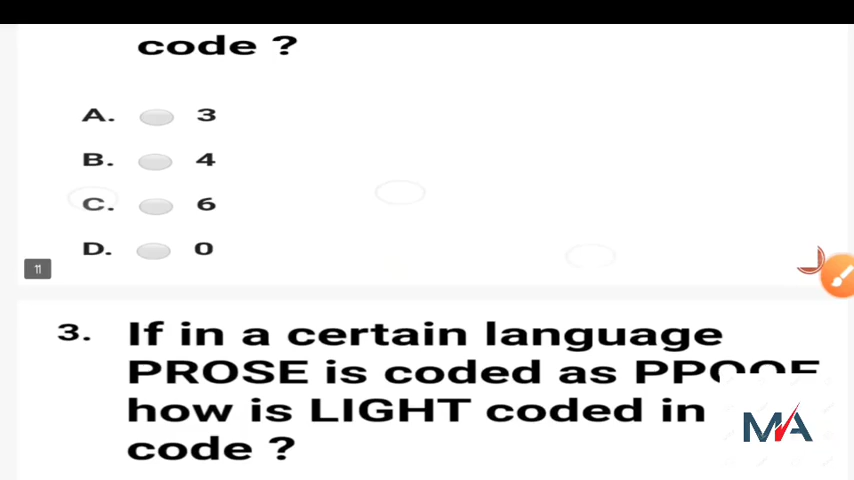 code ?
A. 3
B. 4
C. 6
D. 0
11
3. If in a certain language
PROSE is coded as
how is LIGHT coded in
code ?
MA